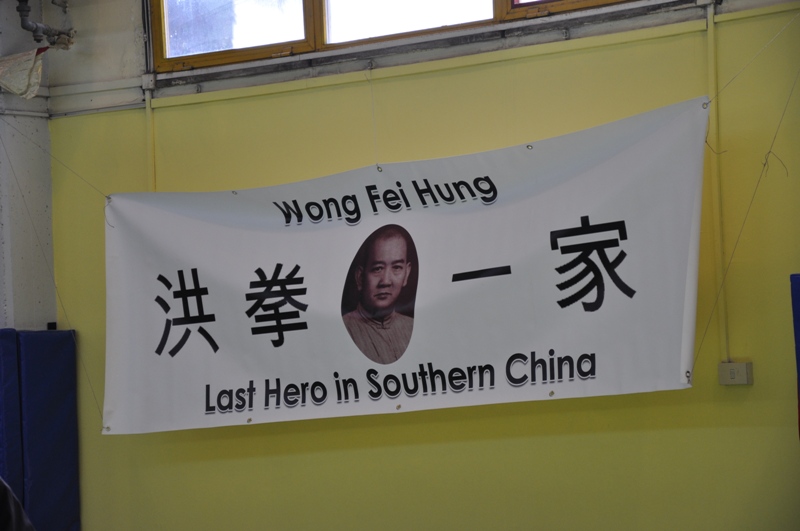 Wong Fei Hung
洪拳一家
Last Hero in Southern China